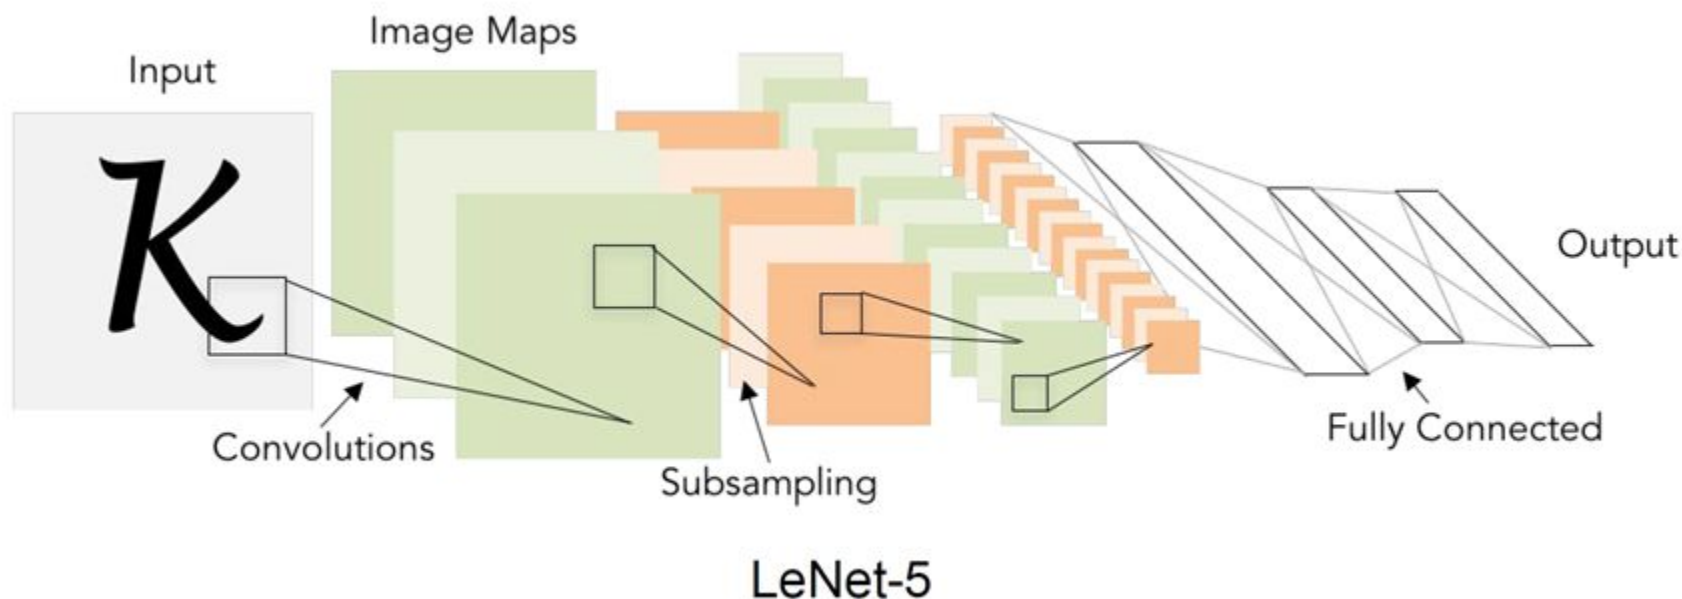 Image Maps
Input
K
Output
Convolutions
Fully Connected
Subsampling
LeNet-5